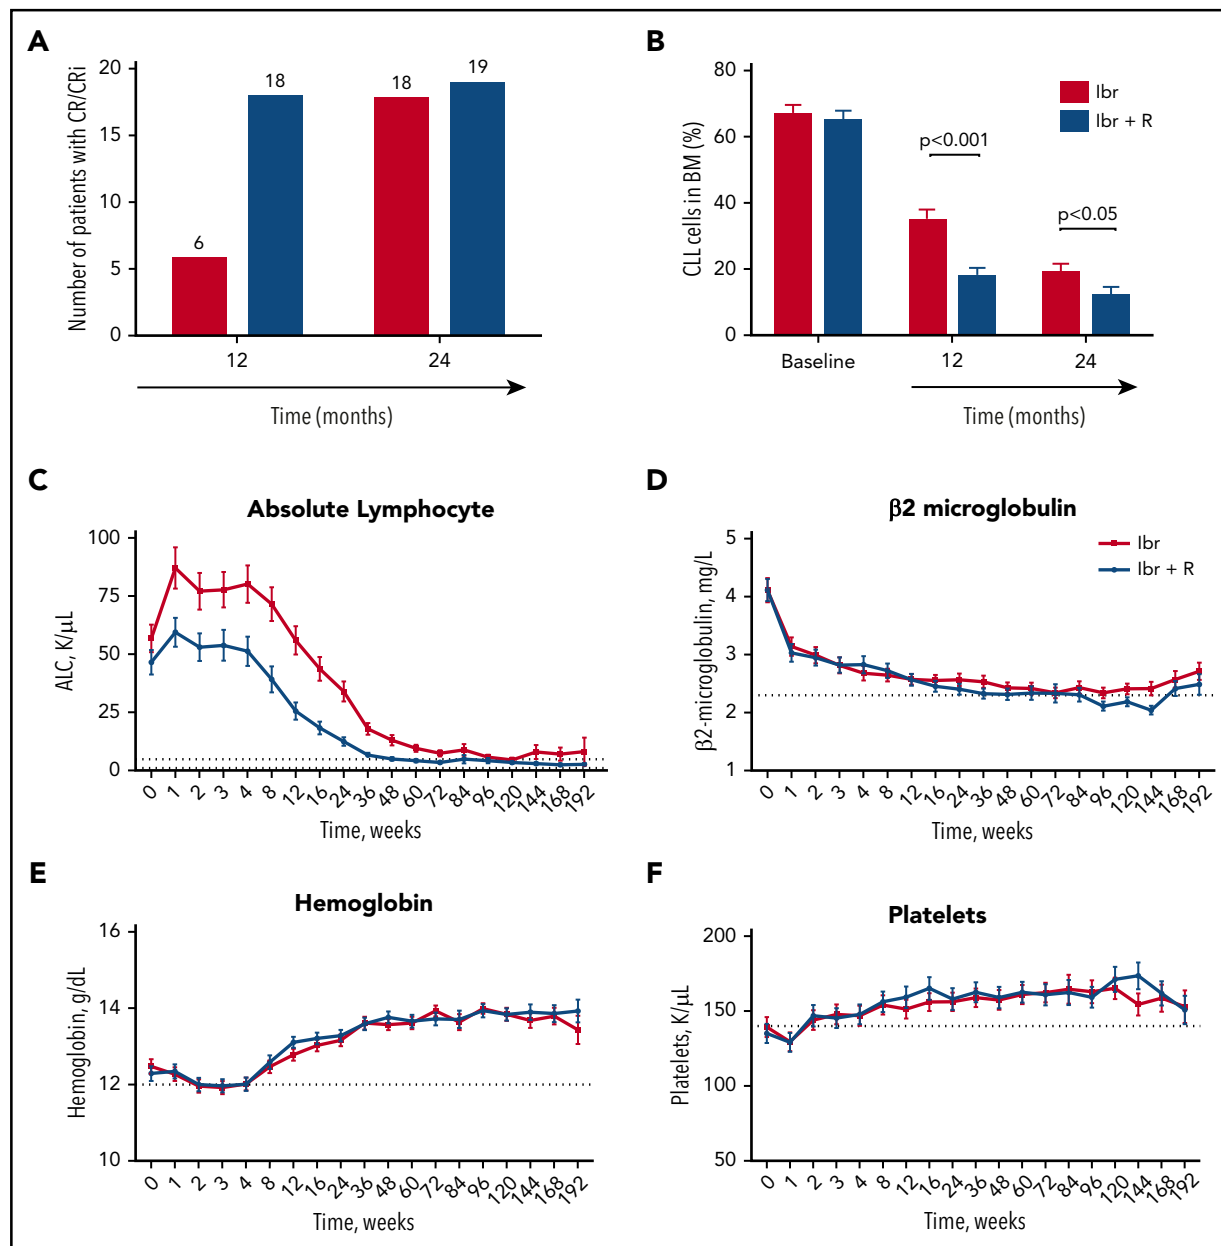 A
Number of patients with CR/CRi
20
15
10
5
0
6
18
18
19
12
24
Time (months)
B
CLL cells in BM (%)
80
60
40
20
0
Ibr
Ibr + R
p<0.001
p<0.05
Baseline
12
24
Time (months)
C
Absolute Lymphocyte
ALC, K/μL
100
75
50
25
0
0 1 2 3 4 8 12 16 24 36 48 60 72 84 96 120 144 168 192
Time, weeks
D
β2 microglobulin
β2-microglobulin, mg/L
5
4
3
2
1
Ibr
Ibr + R
0 1 2 3 4 8 12 16 24 36 48 60 72 84 96 120 144 168 192
Time, weeks
E
Hemoglobin
Hemoglobin, g/dL
16
14
12
10
0 1 2 3 4 8 12 16 24 36 48 60 72 84 96 120 144 168 192
Time, weeks
F
Platelets
Platelets, K/μL
200
150
100
50
0 1 2 3 4 8 12 16 24 36 48 60 72 84 96 120 144 168 192
Time, weeks